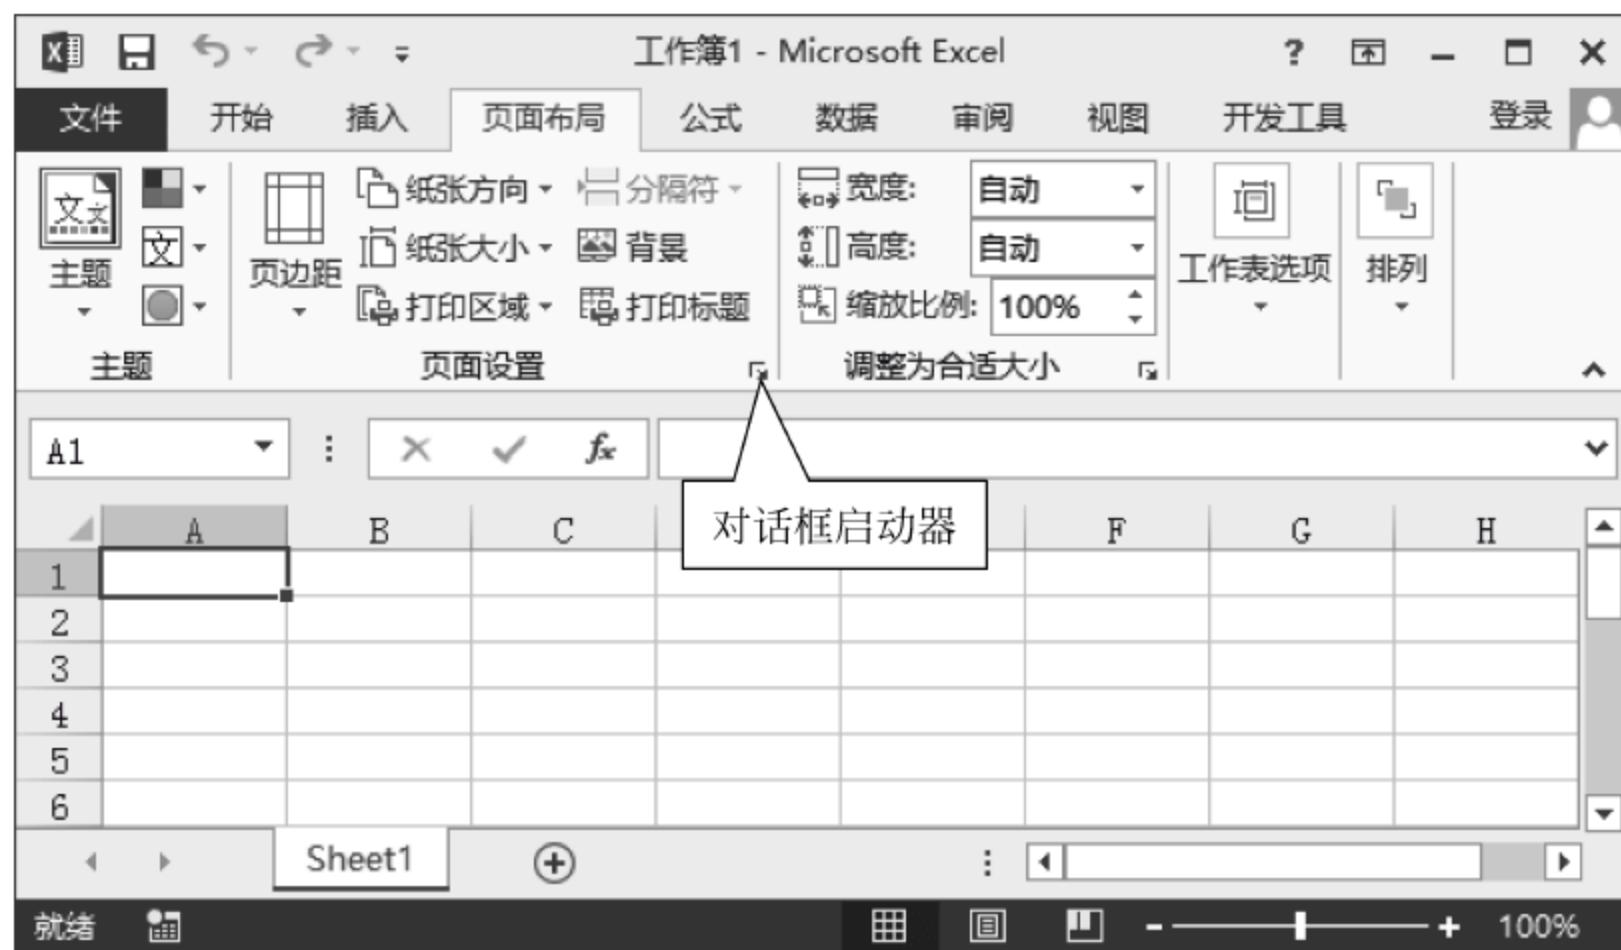 工作簿1 - Microsoft Excel ?
文件 开始 插入 页面布局 公式 数据 审阅 视图 开发工具 登录
文文 纸张方向 分隔符 宽度: 自动
文 纸张大小 背景 高度: 自动
主题 页边距 工作表选项 排列
打印区域 打印标题 缩放比例: 100%
主题 页面设置 调整为合适大小
A1 fx
对话框启动器
A B C F G H
1
2
3
4
5
6
Sheet1
就绪 100%